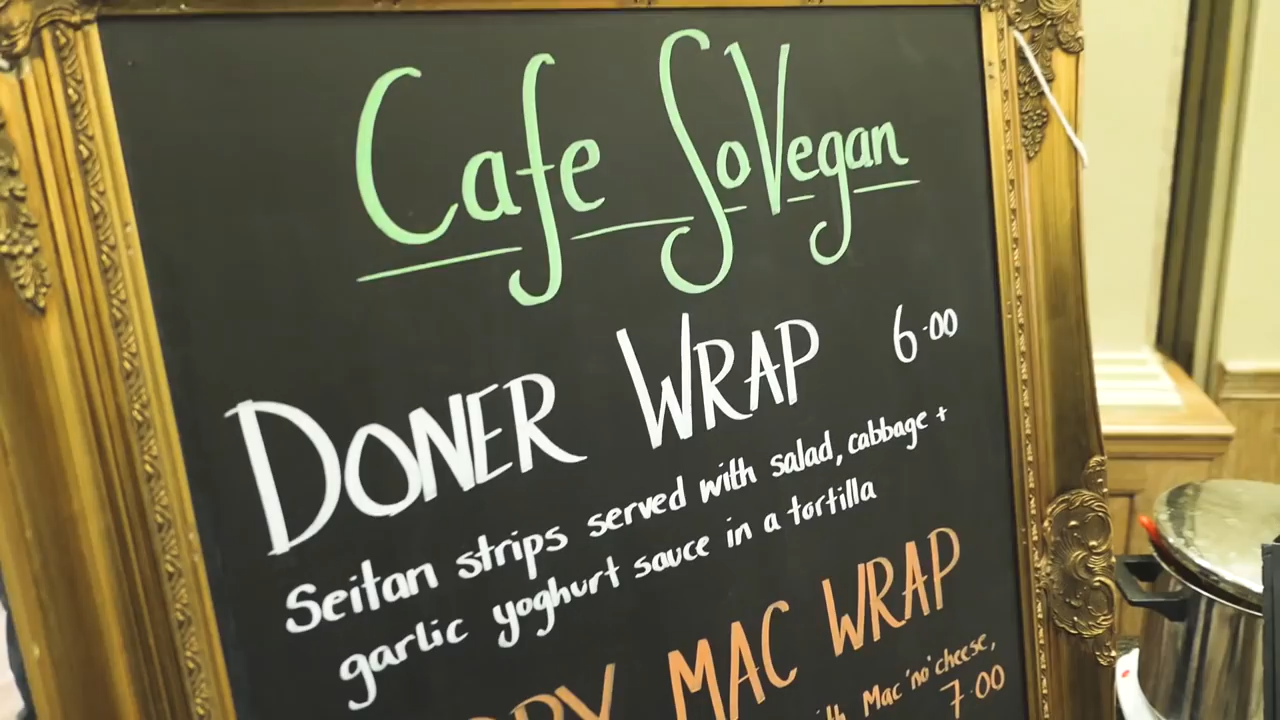 Cafe SoVegan
DONER WRAP 6.00
Seitan strips served with salad, cabbage +
garlic yoghurt sauce in a tortilla
MAC WRAP
Mac 'no' cheese,
7.00